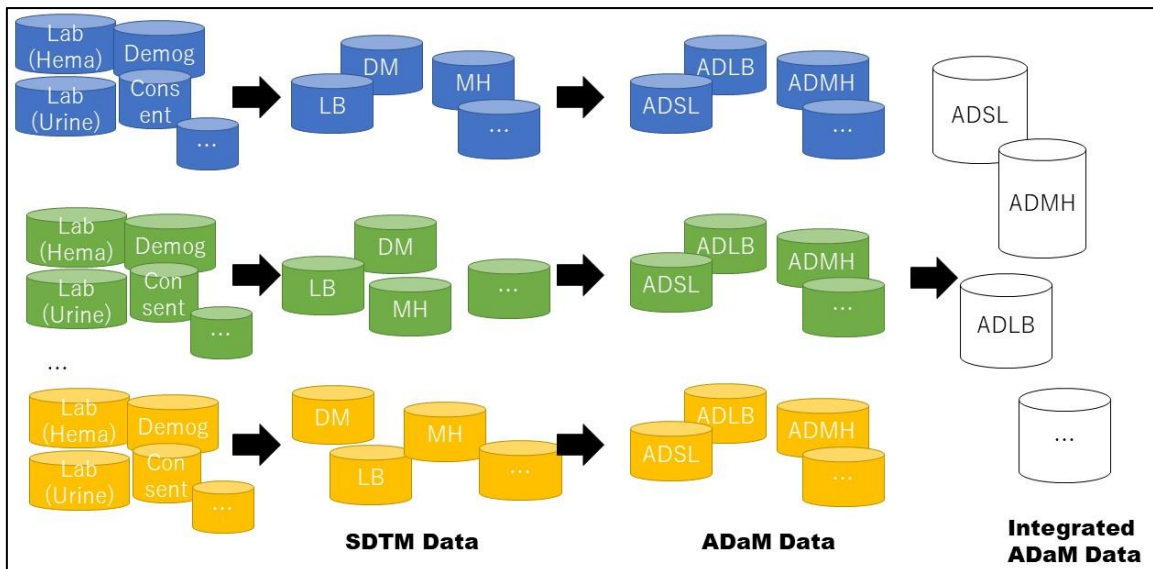 Lab
(Hema)
Demog
Lab
(Urine)
Cons
ent
...
DM
MH
LB
...
ADLB
ADMH
ADSL
...
Lab
(Hema)
Demog
Lab
(Urine)
Con
sent
...
DM
LB
MH
...
ADLB
ADMH
ADSL
...
...
Lab
(Hema)
Demog
Lab
(Urine)
Con
sent
...
DM
MH
LB
...
ADLB
ADMH
ADSL
...
ADSL
ADMH
ADLB
...
SDTM Data
ADaM Data
Integrated
ADaM Data